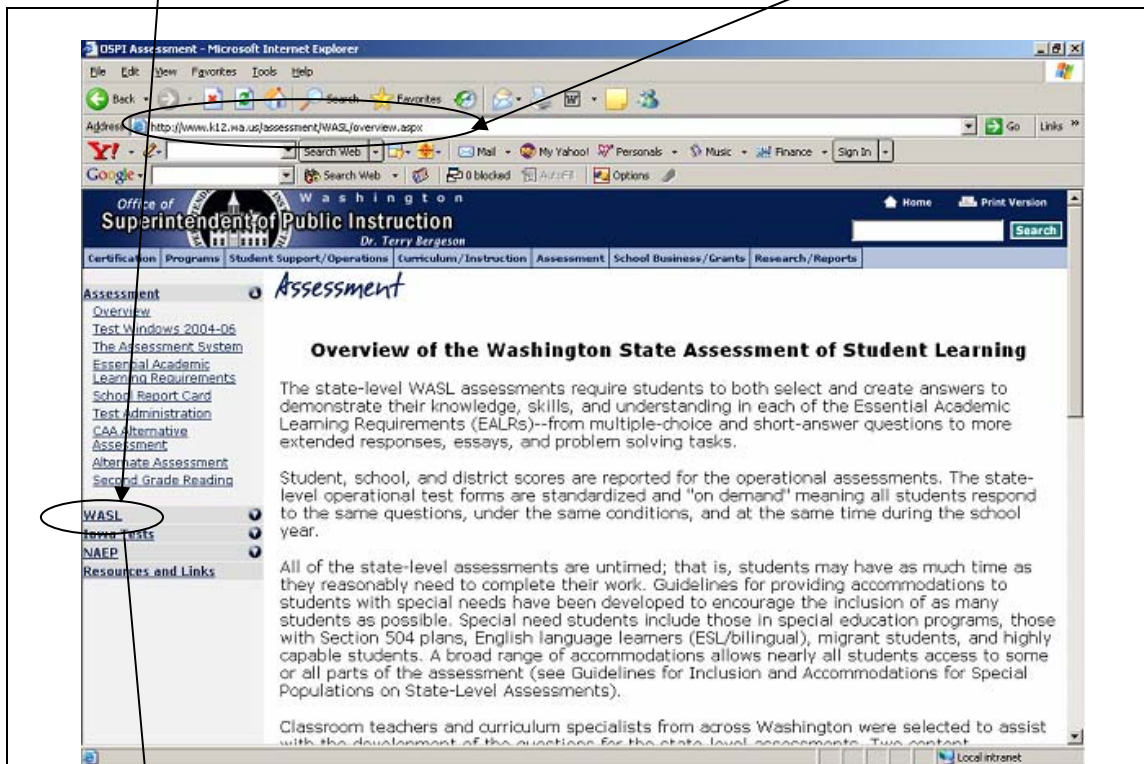 OSPI Assessment - Microsoft Internet Explorer
File Edit View Favorites Tools Help
Back Search Favorites
Address http://www.k12.wa.us/assessment/WASL/overview.aspx Go Links »
Y! Search Web Mail My Yahoo! Personals Music Finance Sign In
Google Search Web 0 blocked AutoFill Options
Office of Washington Home Print Version
Superintendent of Public Instruction Search
Dr. Terry Bergeson
Certification Programs Student Support/Operations Curriculum/Instruction Assessment School Business/Grants Research/Reports
Assessment
Overview
Test Windows 2004-06
The Assessment System
Essential Academic
Learning Requirements
School Report Card
Test Administration
CAA Alternative
Assessment
Alternate Assessment
Second Grade Reading
WASL
Iowa Tests
NAEP
Resources and Links
Assessment
Overview of the Washington State Assessment of Student Learning
The state-level WASL assessments require students to both select and create answers to
demonstrate their knowledge, skills, and understanding in each of the Essential Academic
Learning Requirements (EALRs)--from multiple-choice and short-answer questions to more
extended responses, essays, and problem solving tasks.
Student, school, and district scores are reported for the operational assessments. The state-
level operational test forms are standardized and "on demand" meaning all students respond
to the same questions, under the same conditions, and at the same time during the school
year.
All of the state-level assessments are untimed; that is, students may have as much time as
they reasonably need to complete their work. Guidelines for providing accommodations to
students with special needs have been developed to encourage the inclusion of as many
students as possible. Special need students include those in special education programs, those
with Section 504 plans, English language learners (ESL/bilingual), migrant students, and highly
capable students. A broad range of accommodations allows nearly all students access to some
or all parts of the assessment (see Guidelines for Inclusion and Accommodations for Special
Populations on State-Level Assessments).
Classroom teachers and curriculum specialists from across Washington were selected to assist
with the development of the questions for the state-level assessments. Two content
Local intranet